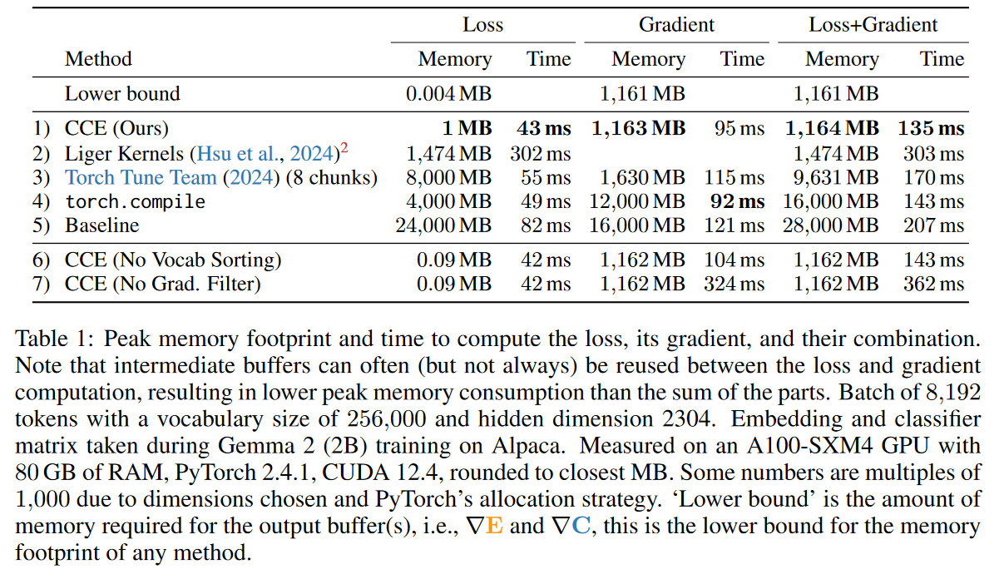 Loss Gradient Loss+Gradient
Method Memory Time Memory Time Memory Time
Lower bound 0.004 MB 1,161 MB 1,161 MB
1) CCE (Ours) 1 MB 43 ms 1,163 MB 95 ms 1,164 MB 135 ms
2) Liger Kernels (Hsu et al., 2024)2 1,474 MB 302 ms 1,474 MB 303 ms
3) Torch Tune Team (2024) (8 chunks) 8,000 MB 55 ms 1,630 MB 115 ms 9,631 MB 170 ms
4) torch.compile 4,000 MB 49 ms 12,000 MB 92 ms 16,000 MB 143 ms
5) Baseline 24,000 MB 82 ms 16,000 MB 121 ms 28,000 MB 207 ms
6) CCE (No Vocab Sorting) 0.09 MB 42 ms 1,162 MB 104 ms 1,162 MB 143 ms
7) CCE (No Grad. Filter) 0.09 MB 42 ms 1,162 MB 324 ms 1,162 MB 362 ms
Table 1: Peak memory footprint and time to compute the loss, its gradient, and their combination.
Note that intermediate buffers can often (but not always) be reused between the loss and gradient
computation, resulting in lower peak memory consumption than the sum of the parts. Batch of 8,192
tokens with a vocabulary size of 256,000 and hidden dimension 2304. Embedding and classifier
matrix taken during Gemma 2 (2B) training on Alpaca. Measured on an A100-SXM4 GPU with
80 GB of RAM, PyTorch 2.4.1, CUDA 12.4, rounded to closest MB. Some numbers are multiples of
1,000 due to dimensions chosen and PyTorch's allocation strategy. ‘Lower bound’ is the amount of
memory required for the output buffer(s), i.e., ∇E and ∇C, this is the lower bound for the memory
footprint of any method.